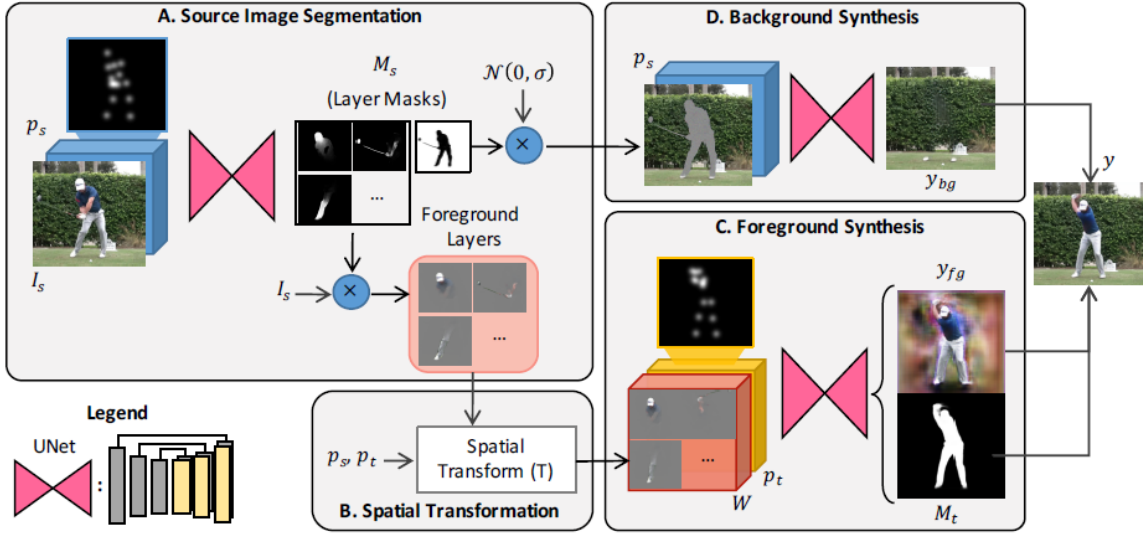 A. Source Image Segmentation
p_s
I_s
M_s
(Layer Masks)
...
𝒩(0, σ)
×
Foreground
Layers
I_s
×
...
D. Background Synthesis
p_s
y_bg
y
C. Foreground Synthesis
y_fg
...
p_t
W
M_t
Legend
UNet
:
p_s, p_t
Spatial
Transform (T)
B. Spatial Transformation